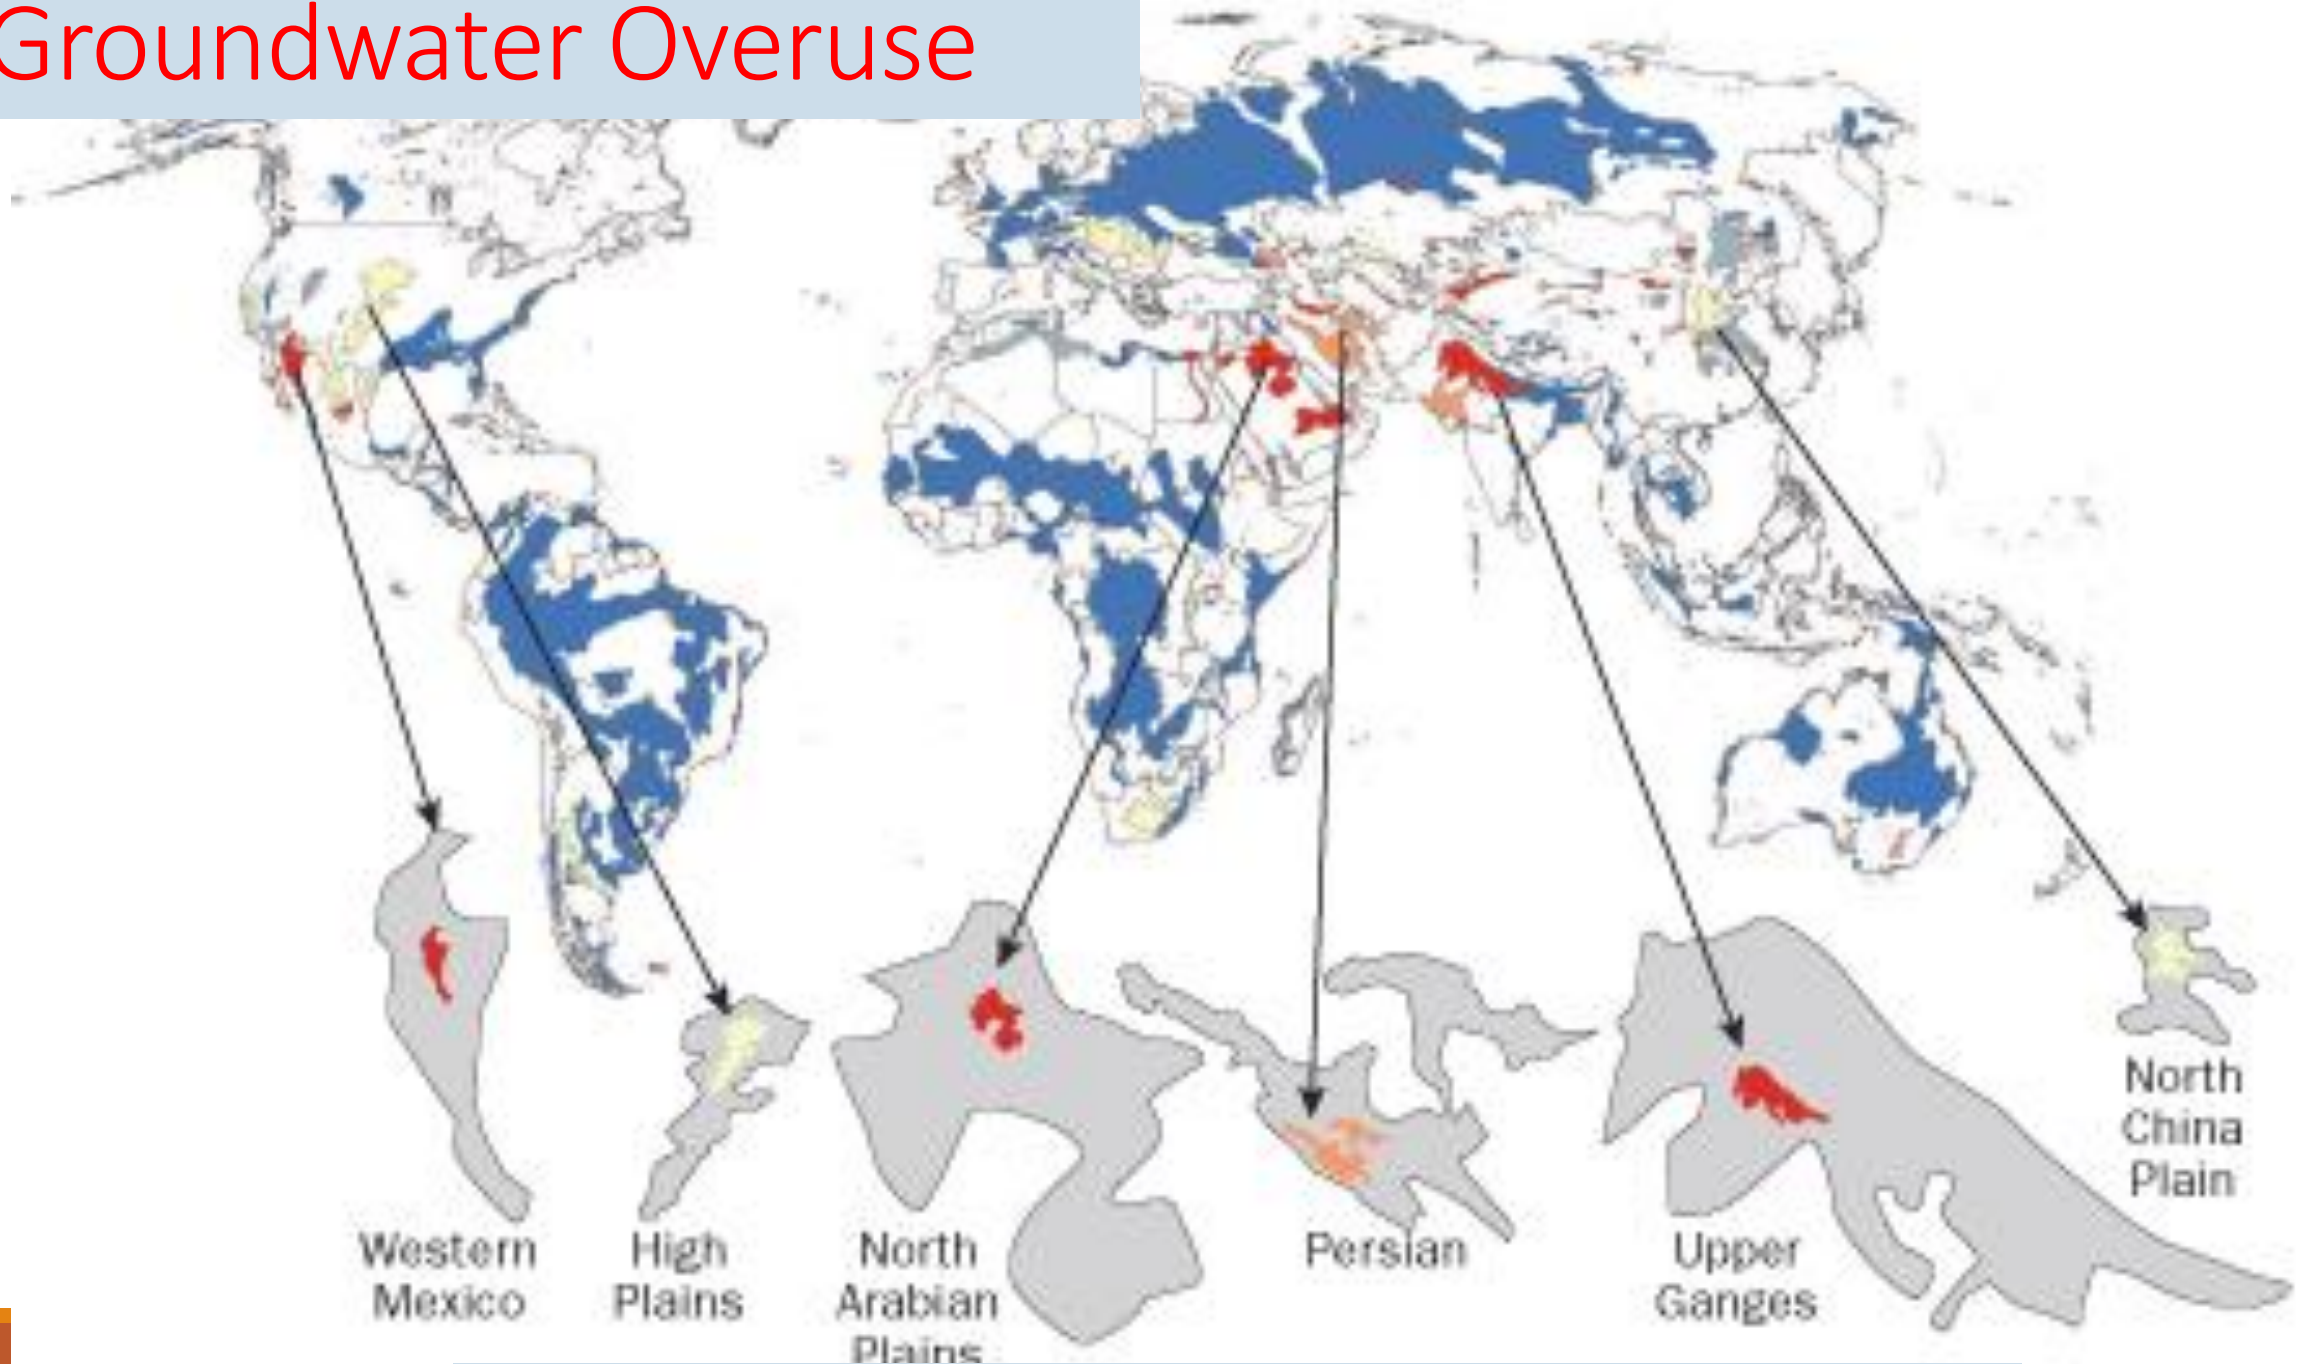 Groundwater Overuse
Western
Mexico
High
Plains
North
Arabian
Plains
Persian
Upper
Ganges
North
China
Plain